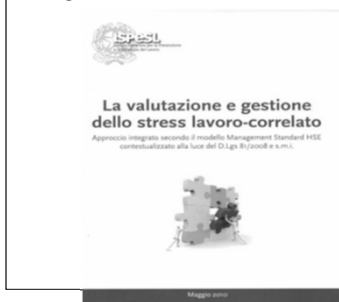 ISPESL
La valutazione e gestione
dello stress lavoro-correlato
Approccio integrato secondo il modello Management Standard HSE
contestualizzato alla luce del D.Lgs 81/2008 e s.m.i.
Maggio 2010